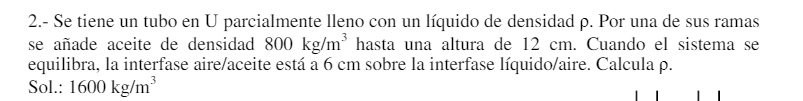 2.- Se tiene un tubo en U parcialmente lleno con un líquido de densidad ρ. Por una de sus ramas
se añade aceite de densidad 800 kg/m³ hasta una altura de 12 cm. Cuando el sistema se
equilibra, la interfase aire/aceite está a 6 cm sobre la interfase líquido/aire. Calcula ρ.
Sol.: 1600 kg/m³